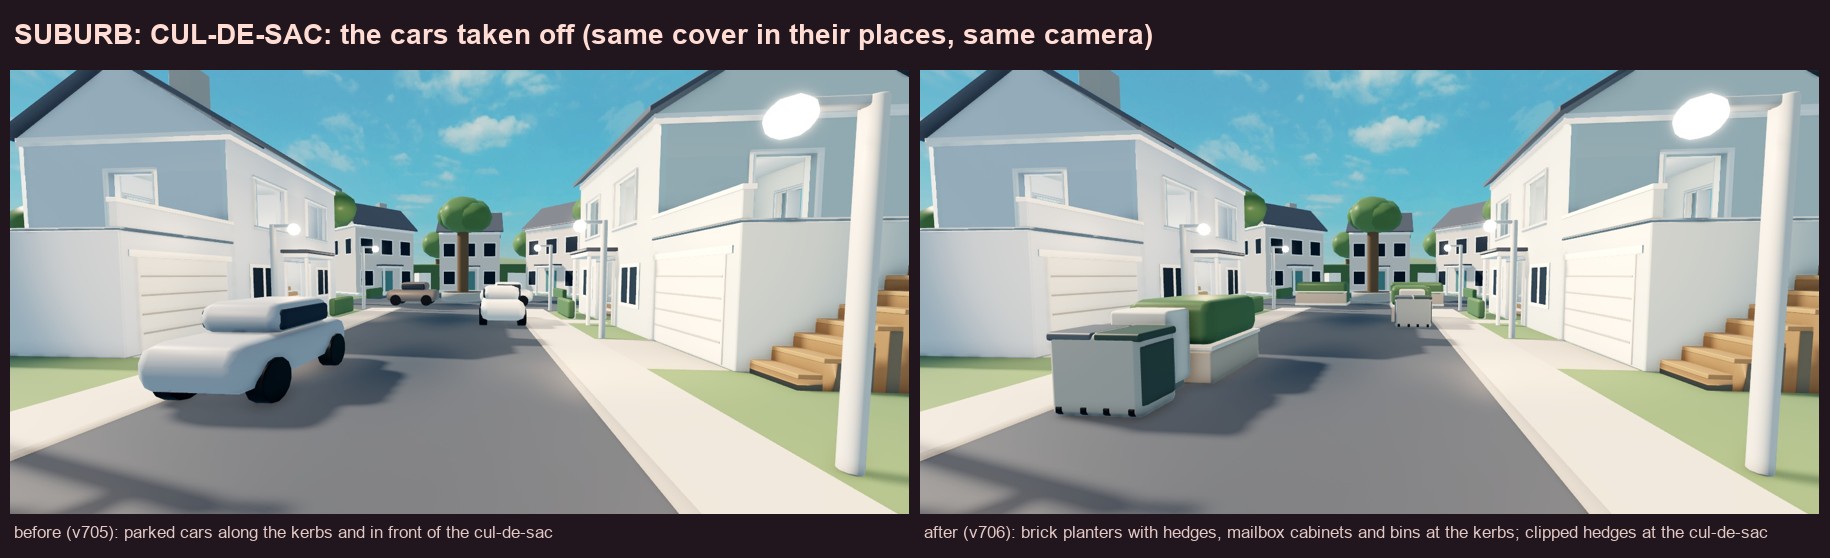 SUBURB: CUL-DE-SAC: the cars taken off (same cover in their places, same camera)
before (v705): parked cars along the kerbs and in front of the cul-de-sac
after (v706): brick planters with hedges, mailbox cabinets and bins at the kerbs; clipped hedges at the cul-de-sac